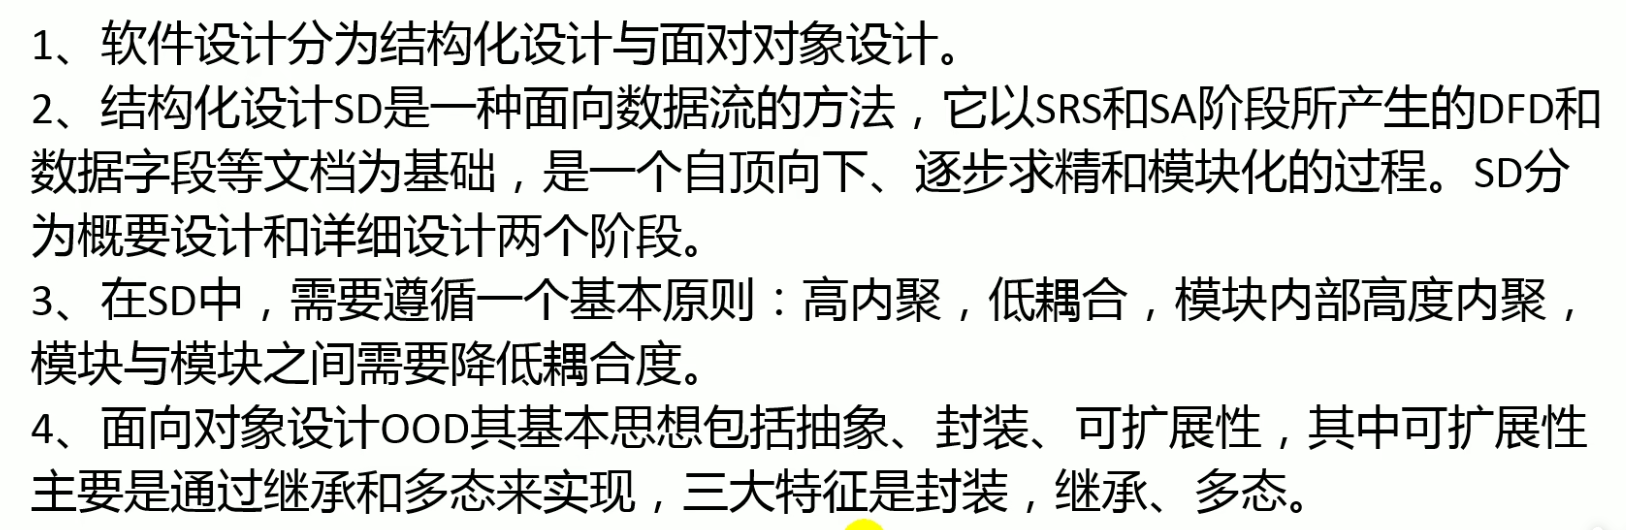 1、软件设计分为结构化设计与面对对象设计。
2、结构化设计SD是一种面向数据流的方法，它以SRS和SA阶段所产生的DFD和
数据字段等文档为基础，是一个自顶向下、逐步求精和模块化的过程。SD分
为概要设计和详细设计两个阶段。
3、在SD中，需要遵循一个基本原则：高内聚，低耦合，模块内部高度内聚，
模块与模块之间需要降低耦合度。
4、面向对象设计OOD其基本思想包括抽象、封装、可扩展性，其中可扩展性
主要是通过继承和多态来实现，三大特征是封装，继承、多态。